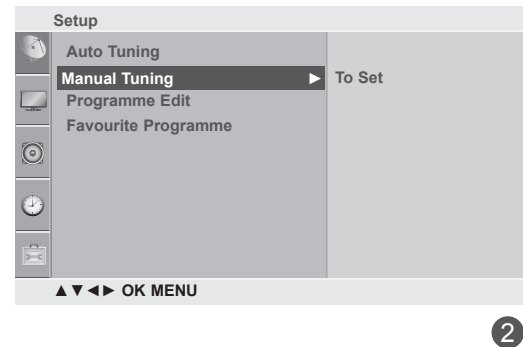 Setup
Auto Tuning
Manual Tuning ► To Set
Programme Edit
Favourite Programme
▲▼◄► OK MENU
2